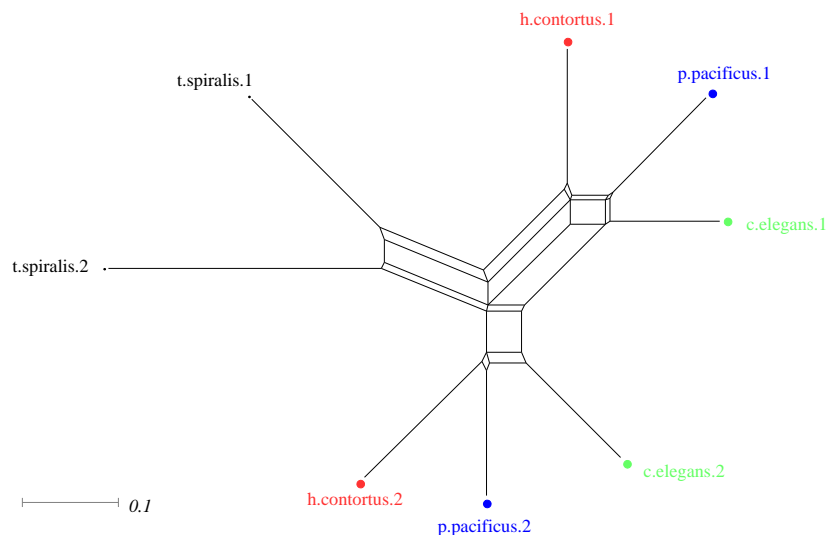 h.contortus.1
p.pacificus.1
t.spiralis.1
c.elegans.1
t.spiralis.2
c.elegans.2
h.contortus.2
0.1
p.pacificus.2